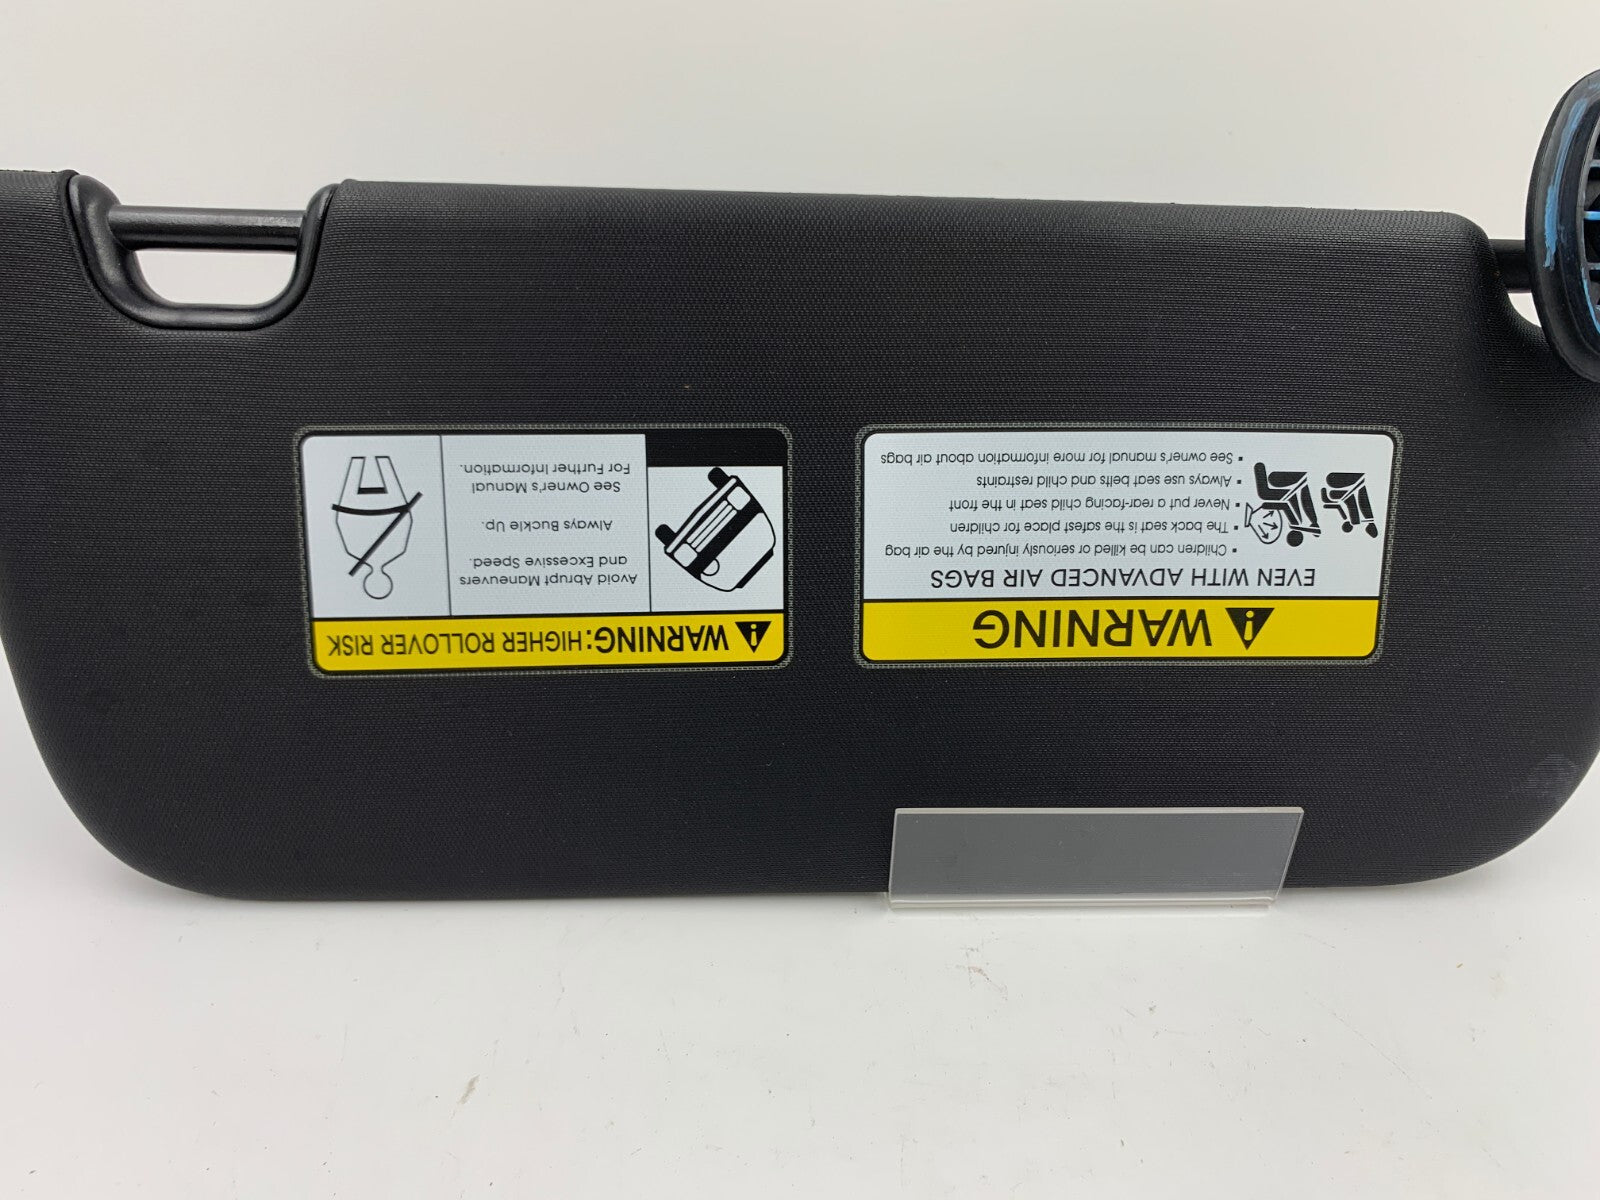 WARNING
EVEN WITH ADVANCED AIR BAGS
• Children can be killed or seriously injured by the air bag
• The back seat is the safest place for children
• Never put a rear-facing child seat in the front
• Always use seat belts and child restraints
• See owner's manual for more information about air bags
WARNING: HIGHER ROLLOVER RISK
Avoid Abrupt Maneuvers
and Excessive Speed.
Always Buckle Up.
See Owner's Manual
For Further Information.